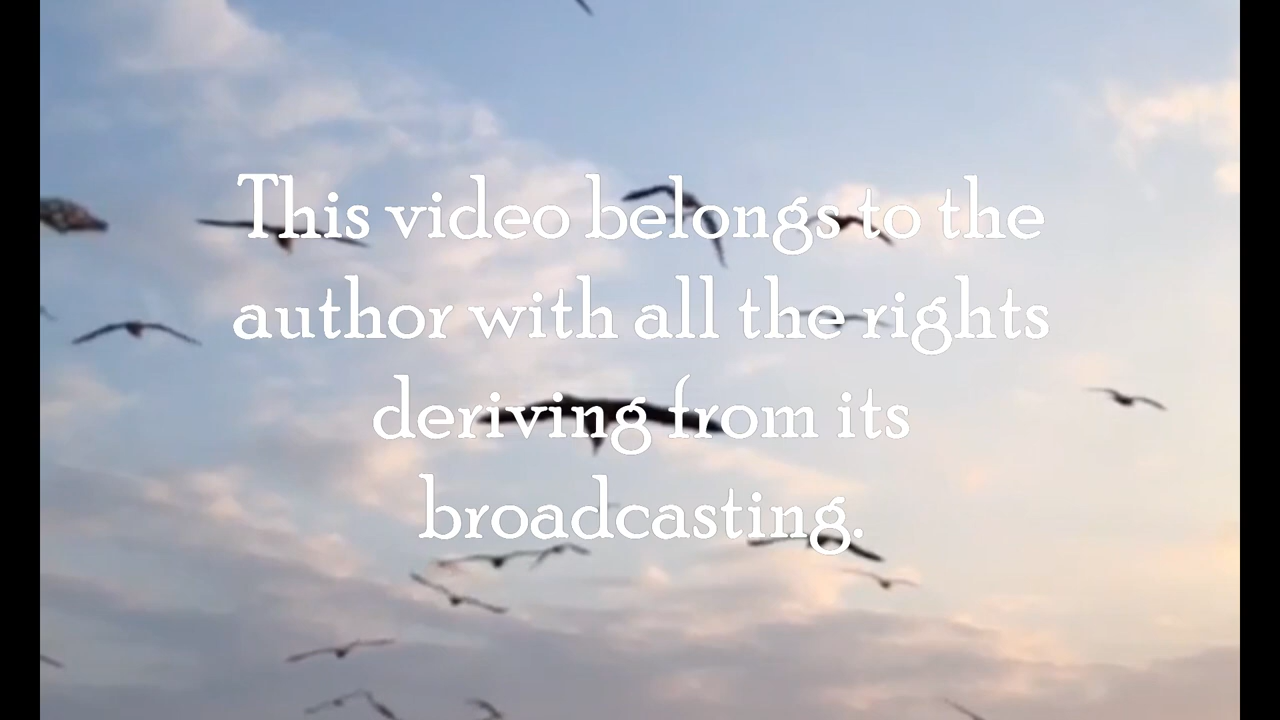 This video belongs to the
author with all the rights
deriving from its
broadcasting.